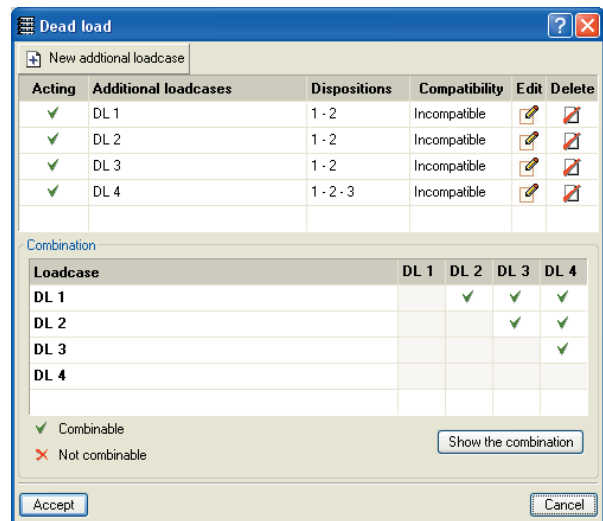 Dead load
New addtional loadcase
Acting Additional loadcases Dispositions Compatibility Edit Delete
DL 1 1 - 2 Incompatible
DL 2 1 - 2 Incompatible
DL 3 1 - 2 Incompatible
DL 4 1 - 2 - 3 Incompatible
Combination
Loadcase DL 1 DL 2 DL 3 DL 4
DL 1
DL 2
DL 3
DL 4
Combinable
Not combinable
Show the combination
Accept Cancel